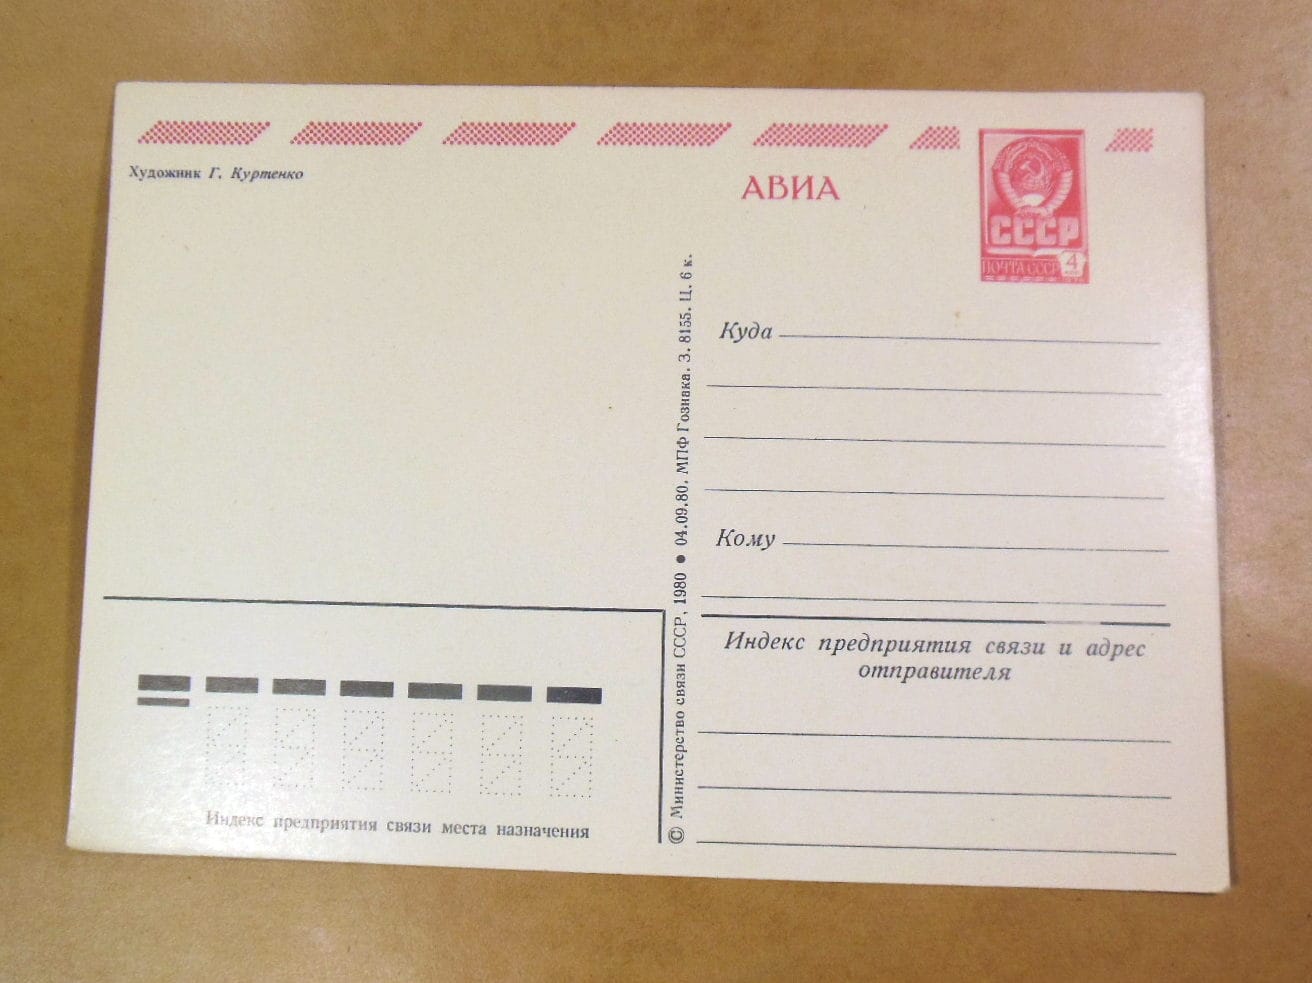 Художник Г. Куртенко
АВИА
СССР
ПОЧТА СССР
4
Куда
Кому
Индекс предприятия связи и адрес
отправителя
© Министерство связи СССР, 1980 ● 04.09.80. МПФ Гознака. З. 8155. Ц. 6 к.
Индекс предприятия связи места назначения